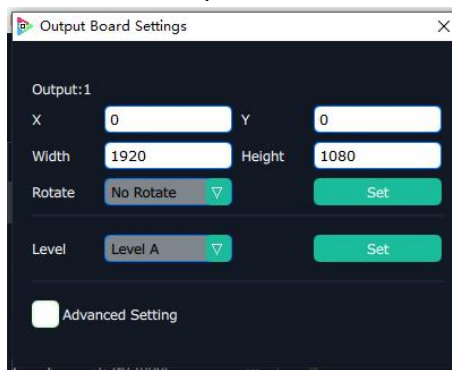 Output Board Settings
Output:1
X 0 Y 0
Width 1920 Height 1080
Rotate No Rotate Set
Level Level A Set
Advanced Setting